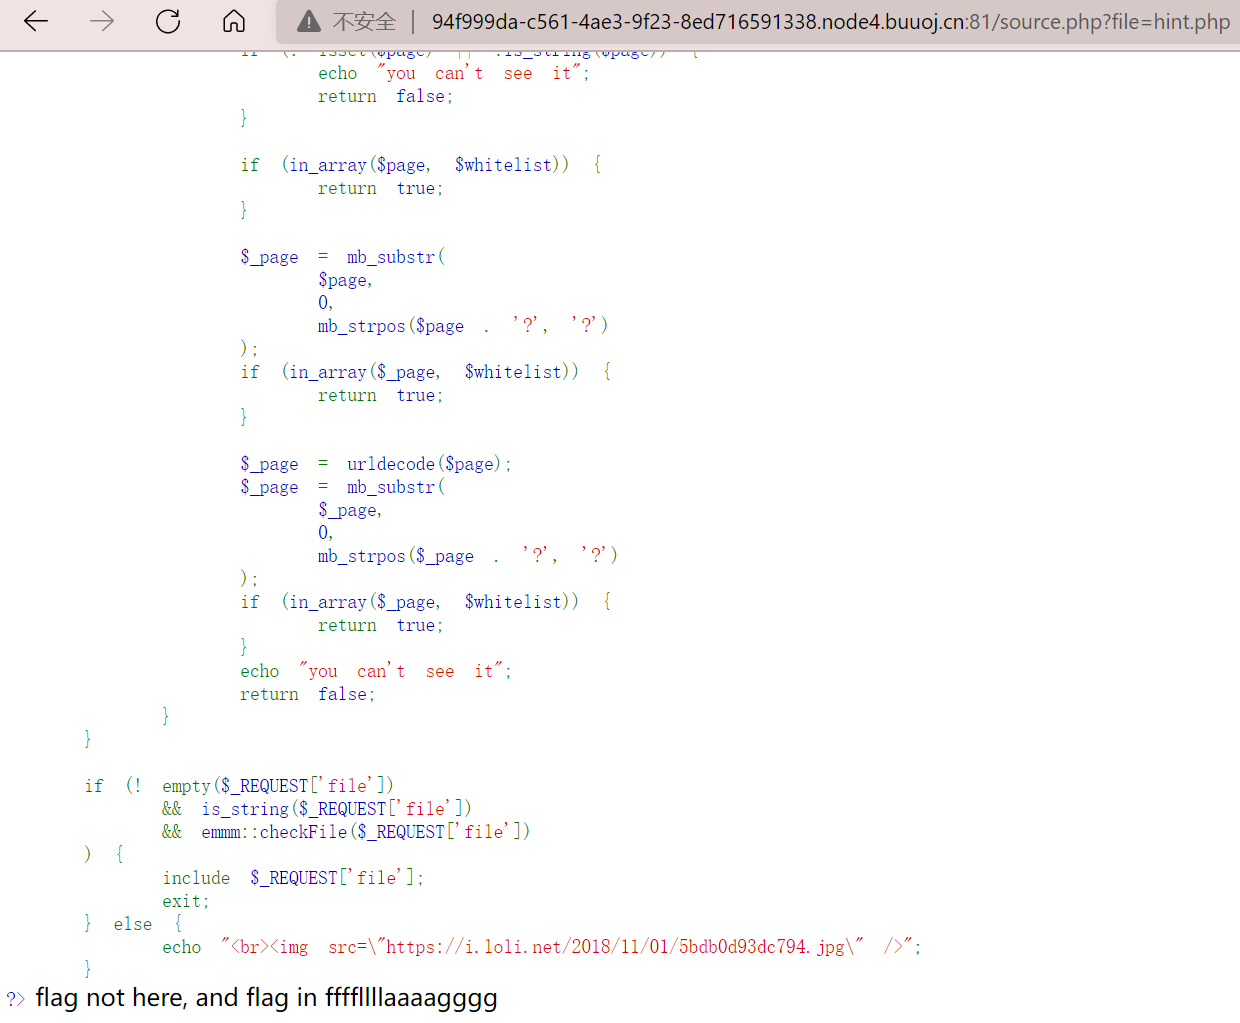 不安全 | 94f999da-c561-4ae3-9f23-8ed716591338.node4.buuoj.cn:81/source.php?file=hint.php
if (! isset($page) || !is_string($page)) {
echo "you can't see it";
return false;
}
if (in_array($page, $whitelist)) {
return true;
}
$_page = mb_substr(
$page,
0,
mb_strpos($page . '?', '?')
);
if (in_array($_page, $whitelist)) {
return true;
}
$_page = urldecode($page);
$_page = mb_substr(
$_page,
0,
mb_strpos($_page . '?', '?')
);
if (in_array($_page, $whitelist)) {
return true;
}
echo "you can't see it";
return false;
}
}
if (! empty($_REQUEST['file'])
&& is_string($_REQUEST['file'])
&& emmm::checkFile($_REQUEST['file'])
) {
include $_REQUEST['file'];
exit;
} else {
echo "<br><img src=\"https://i.loli.net/2018/11/01/5bdb0d93dc794.jpg\" />";
}
?> flag not here, and flag in ffffllllaaaagggg